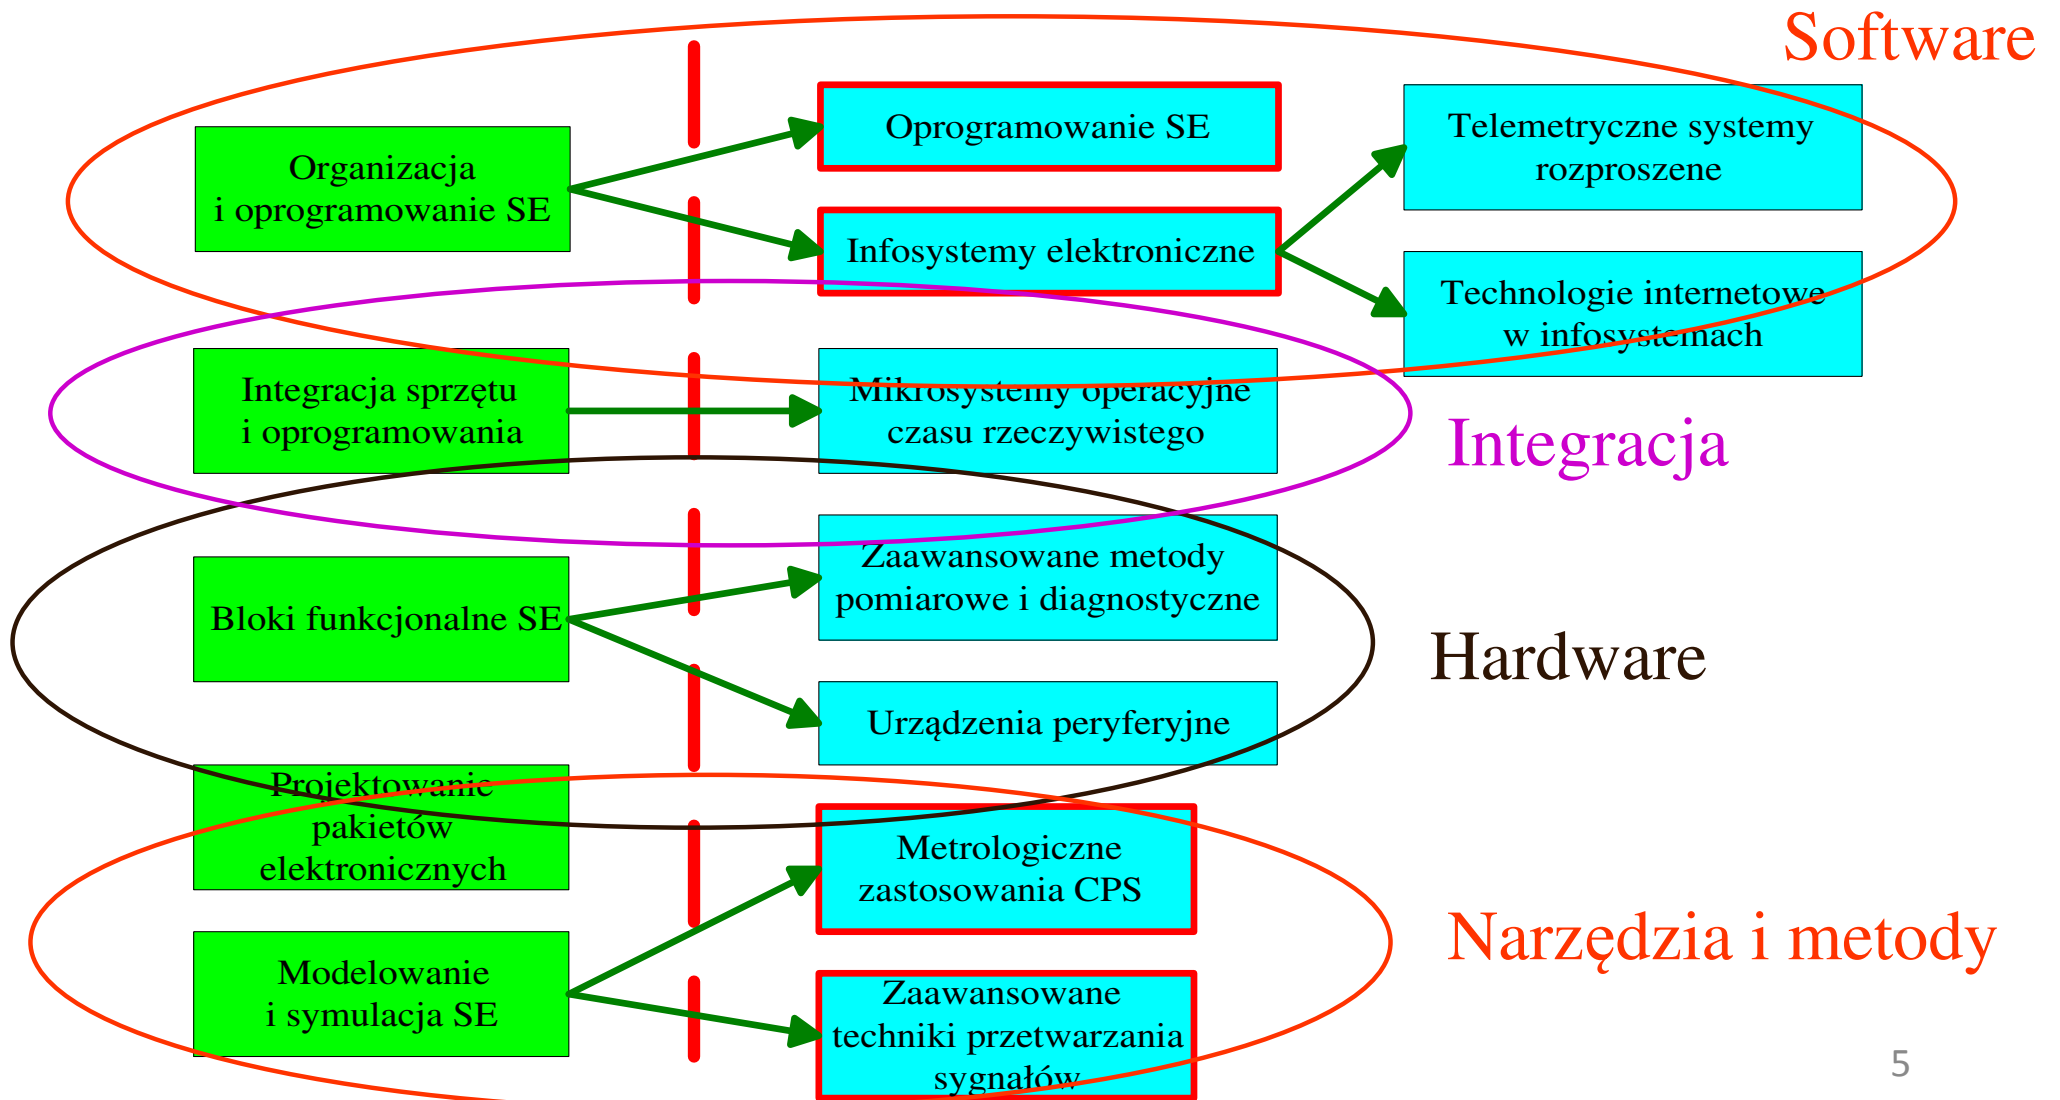 Software
Organizacja
i oprogramowanie SE
Oprogramowanie SE
Infosystemy elektroniczne
Telemetryczne systemy
rozproszene
Technologie internetowe
w infosystemach
Integracja sprzętu
i oprogramowania
Mikrosystemy operacyjne
czasu rzeczywistego
Integracja
Bloki funkcjonalne SE
Zaawansowane metody
pomiarowe i diagnostyczne
Urządzenia peryferyjne
Hardware
Projektowanie
pakietów
elektronicznych
Metrologiczne
zastosowania CPS
Modelowanie
i symulacja SE
Zaawansowane
techniki przetwarzania
sygnałów
Narzędzia i metody
5